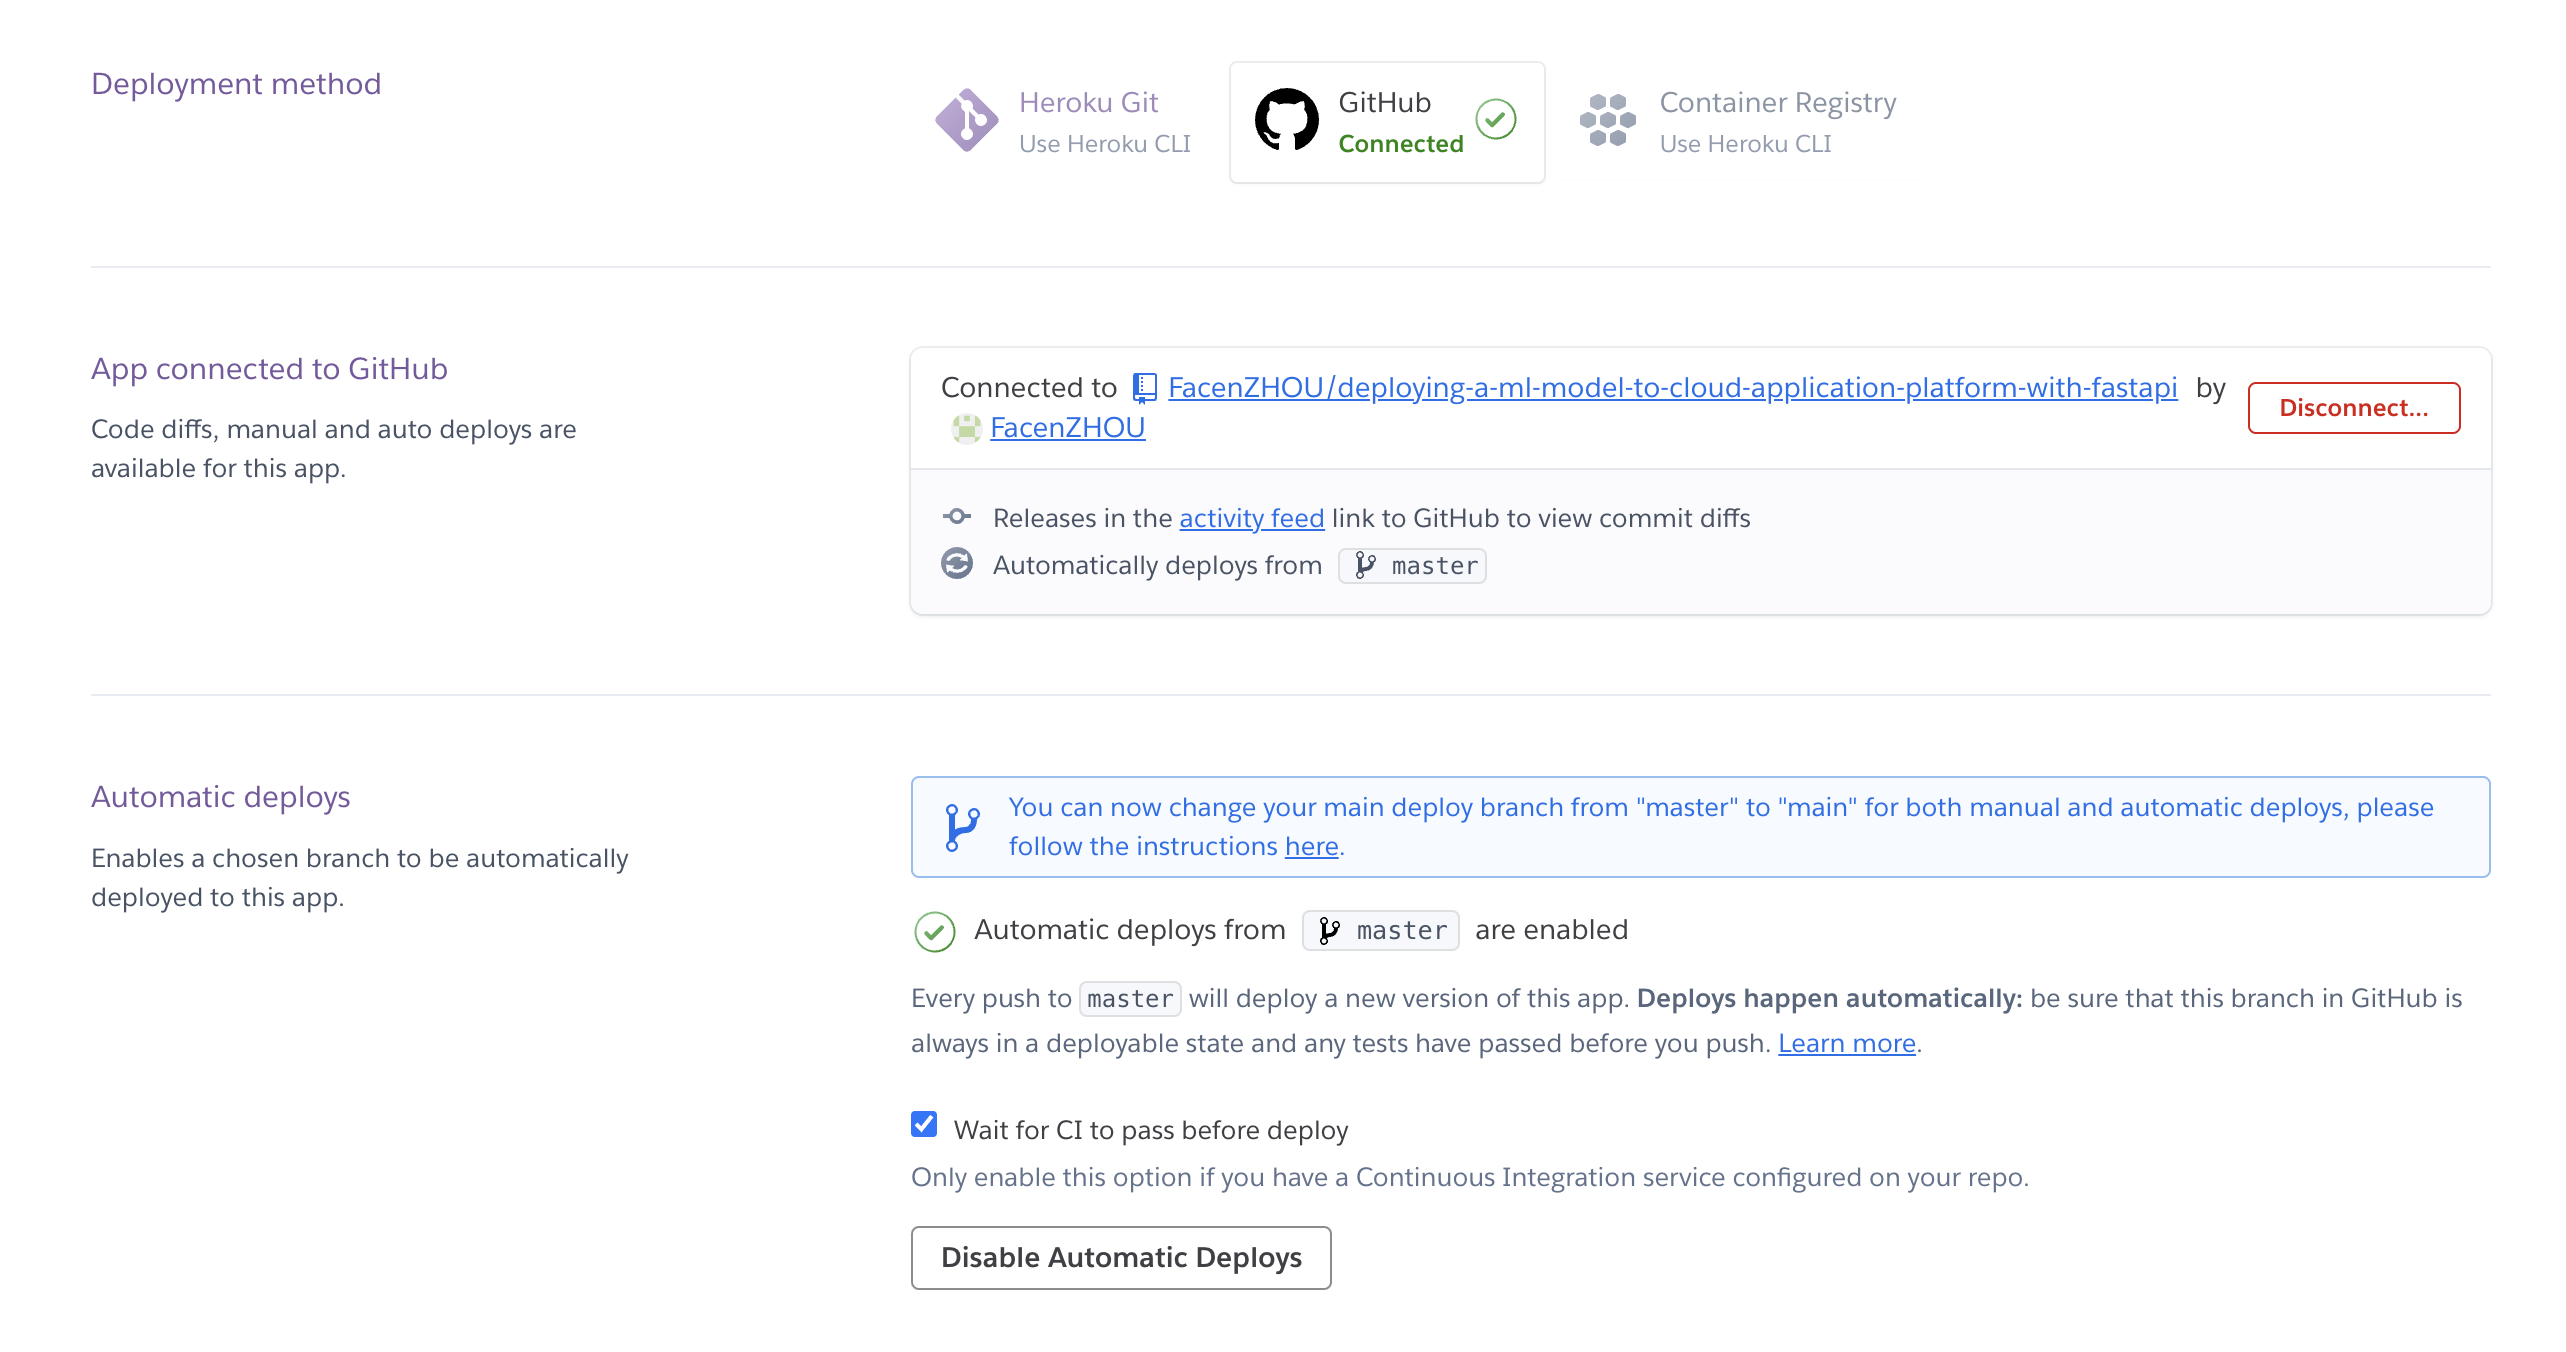 Deployment method
Heroku Git
Use Heroku CLI
GitHub
Connected
Container Registry
Use Heroku CLI
App connected to GitHub
Code diffs, manual and auto deploys are
available for this app.
Connected to FacenZHOU/deploying-a-ml-model-to-cloud-application-platform-with-fastapi by
FacenZHOU
Disconnect...
Releases in the activity feed link to GitHub to view commit diffs
Automatically deploys from master
Automatic deploys
Enables a chosen branch to be automatically
deployed to this app.
You can now change your main deploy branch from "master" to "main" for both manual and automatic deploys, please
follow the instructions here.
Automatic deploys from master are enabled
Every push to master will deploy a new version of this app. Deploys happen automatically: be sure that this branch in GitHub is
always in a deployable state and any tests have passed before you push. Learn more.
Wait for CI to pass before deploy
Only enable this option if you have a Continuous Integration service configured on your repo.
Disable Automatic Deploys